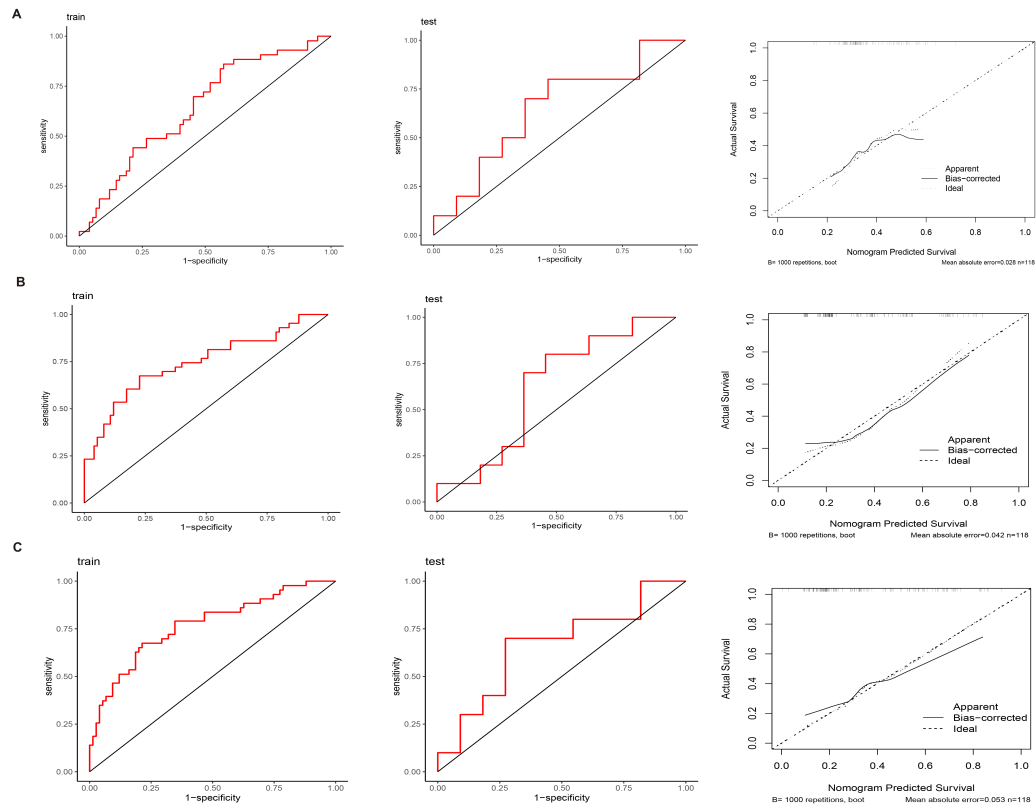 A
train
1.00
0.75
0.50
0.25
0.00
sensitivity
0.00 0.25 0.50 0.75 1.00
1−specificity
test
1.00
0.75
0.50
0.25
0.00
sensitivity
0.00 0.25 0.50 0.75 1.00
1−specificity
1.0
0.8
0.6
0.4
0.2
0.0
Actual Survival
Apparent
Bias−corrected
Ideal
0.0 0.2 0.4 0.6 0.8 1.0
Nomogram Predicted Survival
B= 1000 repetitions, boot
Mean absolute error=0.028 n=118
B
train
1.00
0.75
0.50
0.25
0.00
sensitivity
0.00 0.25 0.50 0.75 1.00
1−specificity
test
1.00
0.75
0.50
0.25
0.00
sensitivity
0.00 0.25 0.50 0.75 1.00
1−specificity
1.0
0.8
0.6
0.4
0.2
0.0
Actual Survival
Apparent
Bias−corrected
Ideal
0.0 0.2 0.4 0.6 0.8 1.0
Nomogram Predicted Survival
B= 1000 repetitions, boot
Mean absolute error=0.042 n=118
C
train
1.00
0.75
0.50
0.25
0.00
sensitivity
0.00 0.25 0.50 0.75 1.00
1−specificity
test
1.00
0.75
0.50
0.25
0.00
sensitivity
0.00 0.25 0.50 0.75 1.00
1−specificity
1.0
0.8
0.6
0.4
0.2
0.0
Actual Survival
Apparent
Bias−corrected
Ideal
0.0 0.2 0.4 0.6 0.8 1.0
Nomogram Predicted Survival
B= 1000 repetitions, boot
Mean absolute error=0.053 n=118